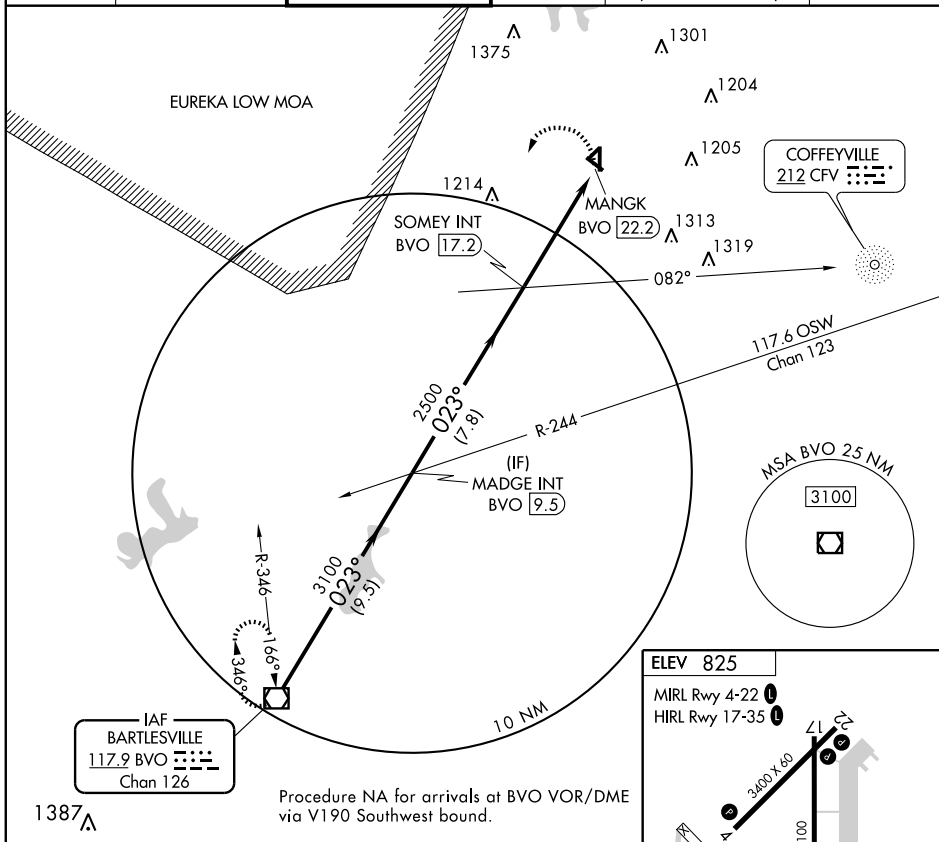 1375
1301
1204
EUREKA LOW MOA
1205
COFFEYVILLE
212 CFV
1214
MANGK
BVO 22.2
SOMEY INT
BVO 17.2
1313
1319
082°
117.6 OSW
Chan 123
2500
023°
(7.8)
R-244
(IF)
MADGE INT
BVO 9.5
MSA BVO 25 NM
3100
3100
023°
(9.5)
R-346
166°
346°
10 NM
IAF
BARTLESVILLE
117.9 BVO
Chan 126
1387
Procedure NA for arrivals at BVO VOR/DME
via V190 Southwest bound.
ELEV 825
MIRL Rwy 4-22 L
HIRL Rwy 17-35 L
17
22
P
P
3400 X 60
P
4
X
100